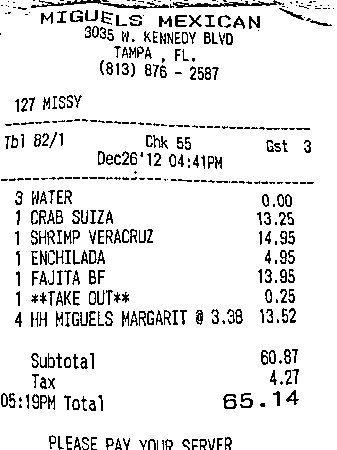 MIGUELS MEXICAN
3035 W. KENNEDY BLVD
TAMPA , FL.
(813) 876 - 2587
127 MISSY
Tbl 82/1 Chk 55 Gst 3
Dec26'12 04:41PM
3 WATER 0.00
1 CRAB SUIZA 13.25
1 SHRIMP VERACRUZ 14.95
1 ENCHILADA 4.95
1 FAJITA BF 13.95
1 **TAKE OUT** 0.25
4 HH MIGUELS MARGARIT @ 3.38 13.52
Subtotal 60.87
Tax 4.27
05:19PM Total 65.14
PLEASE PAY YOUR SERVER